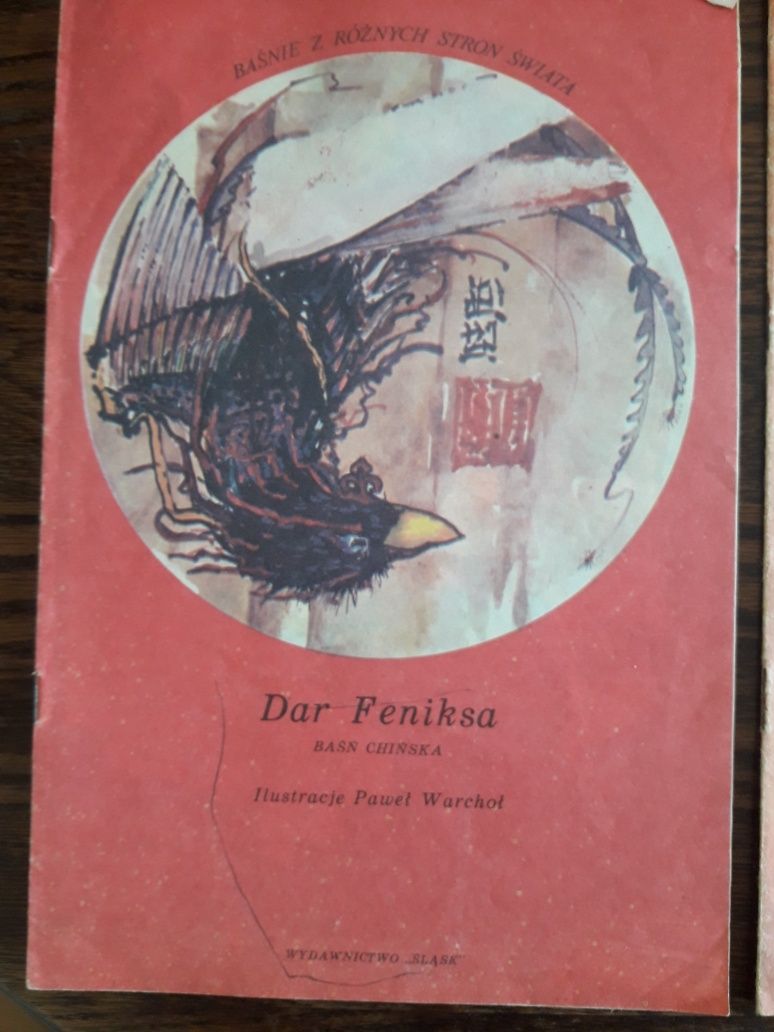 BAŚNIE Z RÓŻNYCH STRON ŚWIATA
Dar Feniksa
BAŚŃ CHIŃSKA
Ilustracje Paweł Warchoł
WYDAWNICTWO „ŚLĄSK"